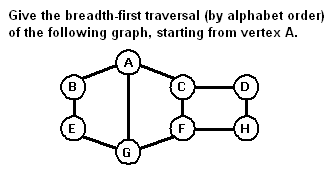 Give the breadth-first traversal (by alphabet order)
of the following graph, starting from vertex A.
A
B C D
E F H
G